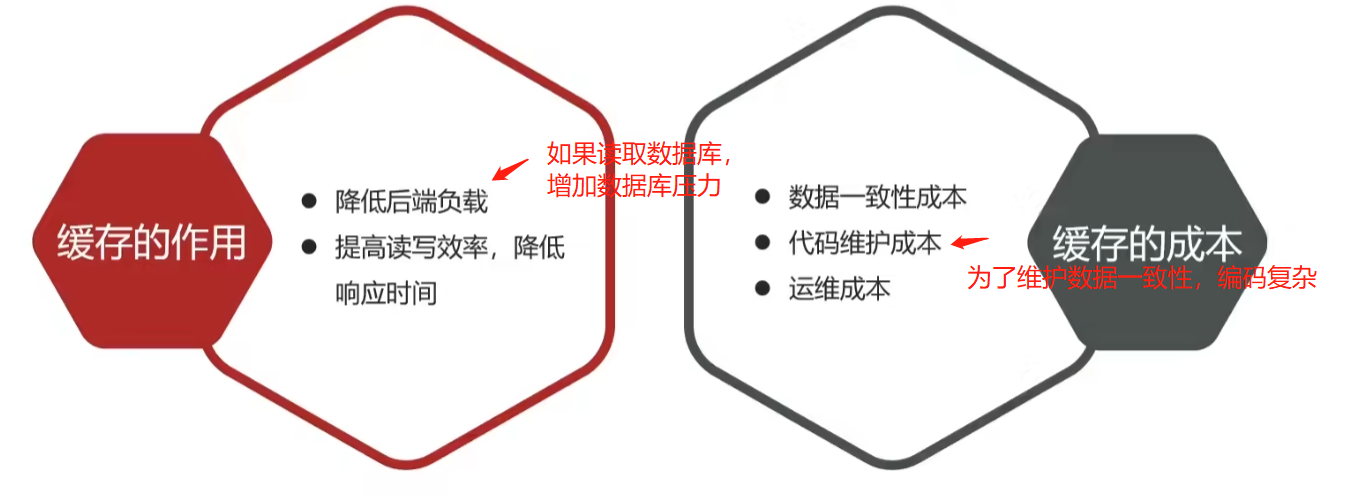 缓存的作用
降低后端负载
提高读写效率，降低
响应时间
如果读取数据库，
增加数据库压力
数据一致性成本
代码维护成本
运维成本
缓存的成本
为了维护数据一致性，编码复杂